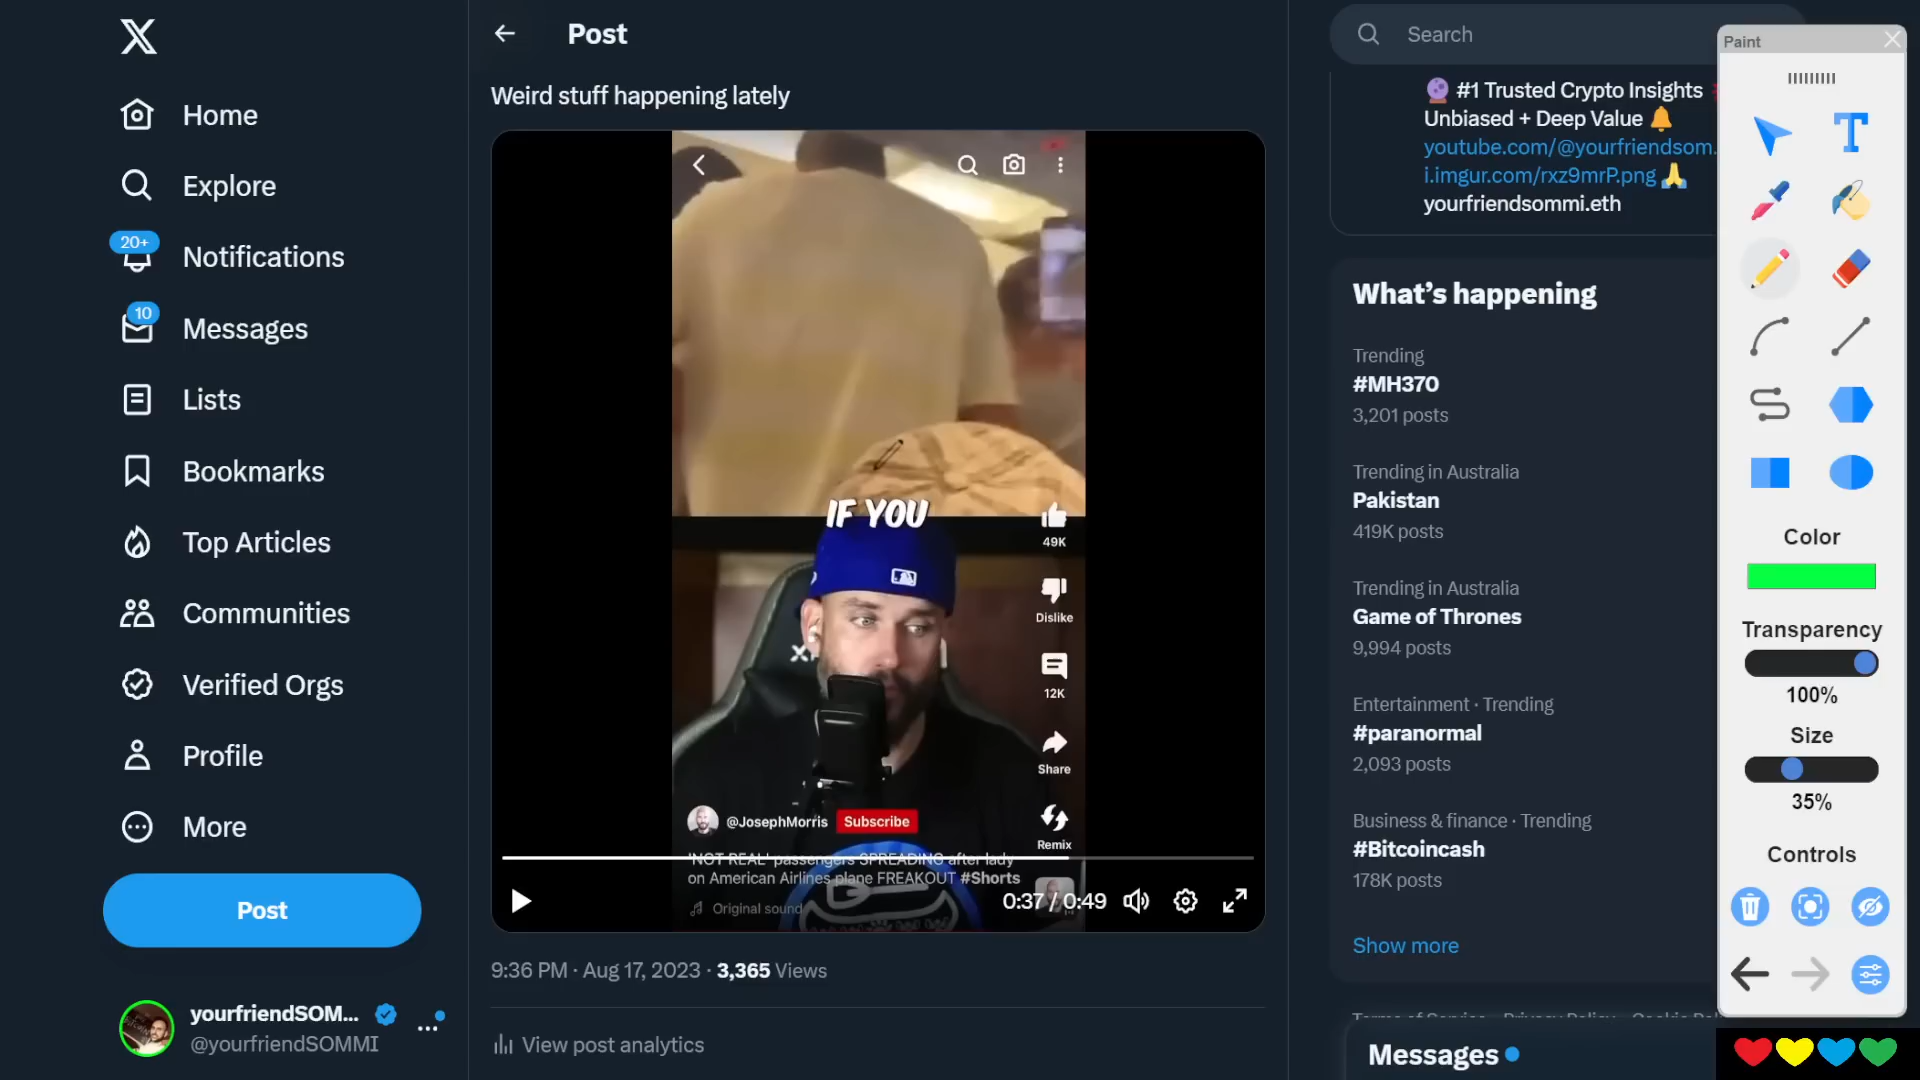 Home
Explore
20+
Notifications
10
Messages
Lists
Bookmarks
Top Articles
Communities
Verified Orgs
Profile
More
Post
yourfriendSOM...
@yourfriendSOMMI
Post
Weird stuff happening lately
IF YOU
49K
Dislike
12K
Share
Remix
@JosephMorris Subscribe
'NOT REAL' passengers SPREADING after lady
on American Airlines plane FREAKOUT #Shorts
Original sound
0:37 / 0:49
9:36 PM · Aug 17, 2023 · 3,365 Views
View post analytics
Search
#1 Trusted Crypto Insights
Unbiased + Deep Value
youtube.com/@yourfriendsom.
i.imgur.com/rxz9mrP.png
yourfriendsommi.eth
What's happening
Trending
#MH370
3,201 posts
Trending in Australia
Pakistan
419K posts
Trending in Australia
Game of Thrones
9,994 posts
Entertainment · Trending
#paranormal
2,093 posts
Business & finance · Trending
#Bitcoincash
178K posts
Show more
Terms of Service Privacy Policy Cookie
Messages
Paint
T
Color
Transparency
100%
Size
35%
Controls